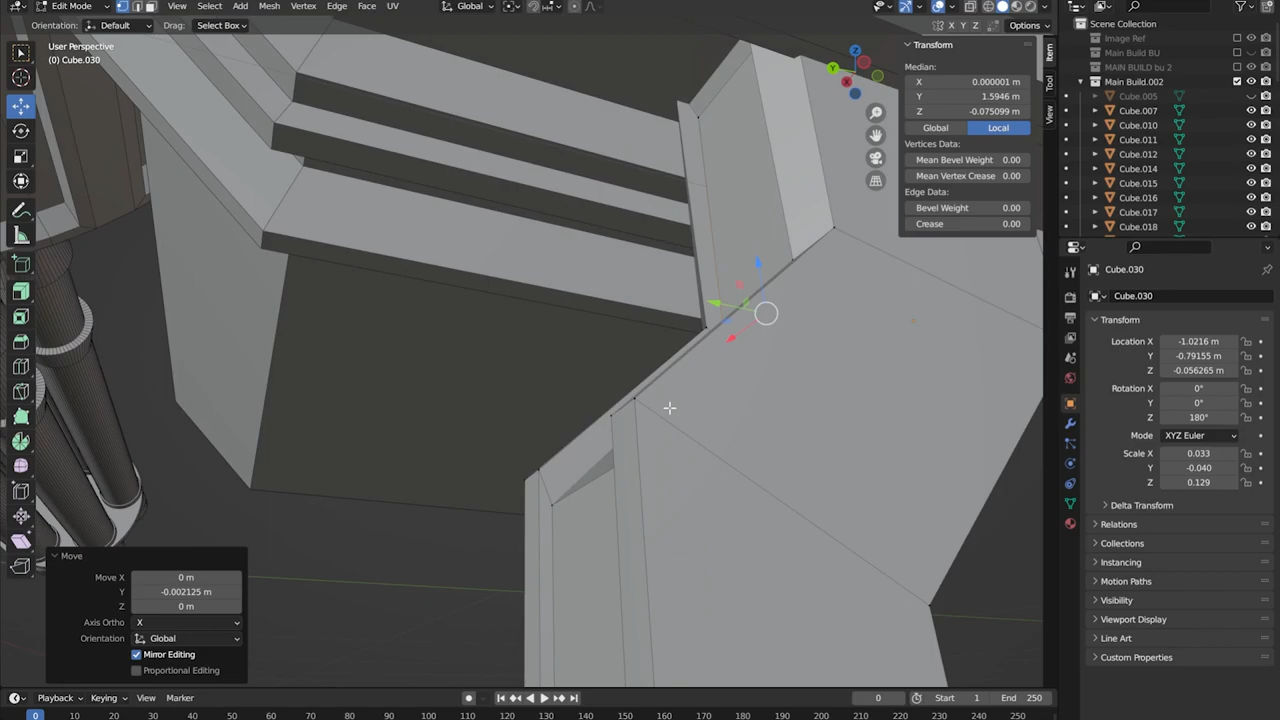 Edit Mode View Select Add Mesh Vertex Edge Face UV Global
Orientation: Default Drag: Select Box X Y Z Options
User Perspective
(0) Cube.030
Transform
Median:
X 0.000001 m
Y 1.5946 m
Z -0.075099 m
Global Local
Vertices Data:
Mean Bevel Weight 0.00
Mean Vertex Crease 0.00
Edge Data:
Bevel Weight 0.00
Crease 0.00
Item
Tool
View
Z
Y
X
Scene Collection
Image Ref
Main Build BU
MAIN BUILD bu 2
Main Build.002
Cube.005
Cube.007
Cube.010
Cube.011
Cube.012
Cube.014
Cube.015
Cube.016
Cube.017
Cube.018
Cube.030
Cube.030
Transform
Location X -1.0216 m
Y -0.79155 m
Z -0.056265 m
Rotation X 0°
Y 0°
Z 180°
Mode XYZ Euler
Scale X 0.033
Y -0.040
Z 0.129
Delta Transform
Relations
Collections
Instancing
Motion Paths
Visibility
Viewport Display
Line Art
Custom Properties
Move
Move X 0 m
Y -0.002125 m
Z 0 m
Axis Ortho X
Orientation Global
Mirror Editing
Proportional Editing
Playback Keying View Marker 0 Start 1 End 250
0 10 20 30 40 50 60 70 80 90 100 110 120 130 140 150 160 170 180 190 200 210 220 230 240 250